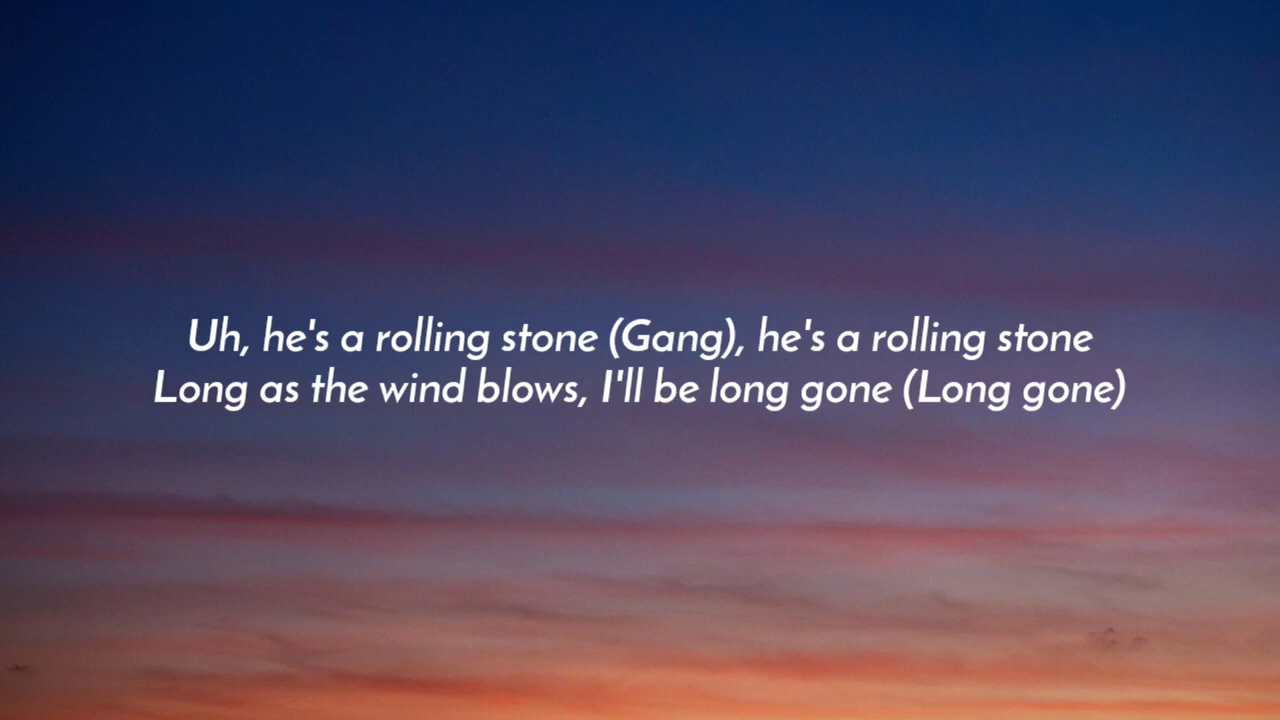 Uh, he's a rolling stone (Gang), he's a rolling stone
Long as the wind blows, I'll be long gone (Long gone)